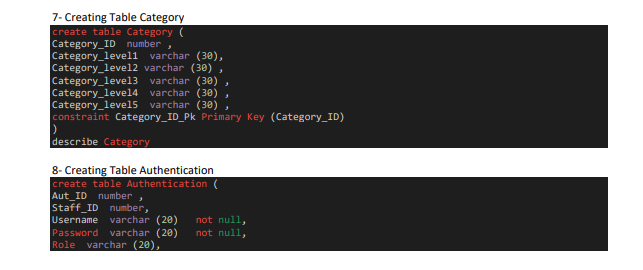 7- Creating Table Category
create table Category (
Category_ID number ,
Category_level1 varchar (30),
Category_level2 varchar (30) ,
Category_level3 varchar (30) ,
Category_level4 varchar (30) ,
Category_level5 varchar (30) ,
constraint Category_ID_Pk Primary Key (Category_ID)
)
describe Category
8- Creating Table Authentication
create table Authentication (
Aut_ID number ,
Staff_ID number,
Username varchar (20) not null,
Password varchar (20) not null,
Role varchar (20),